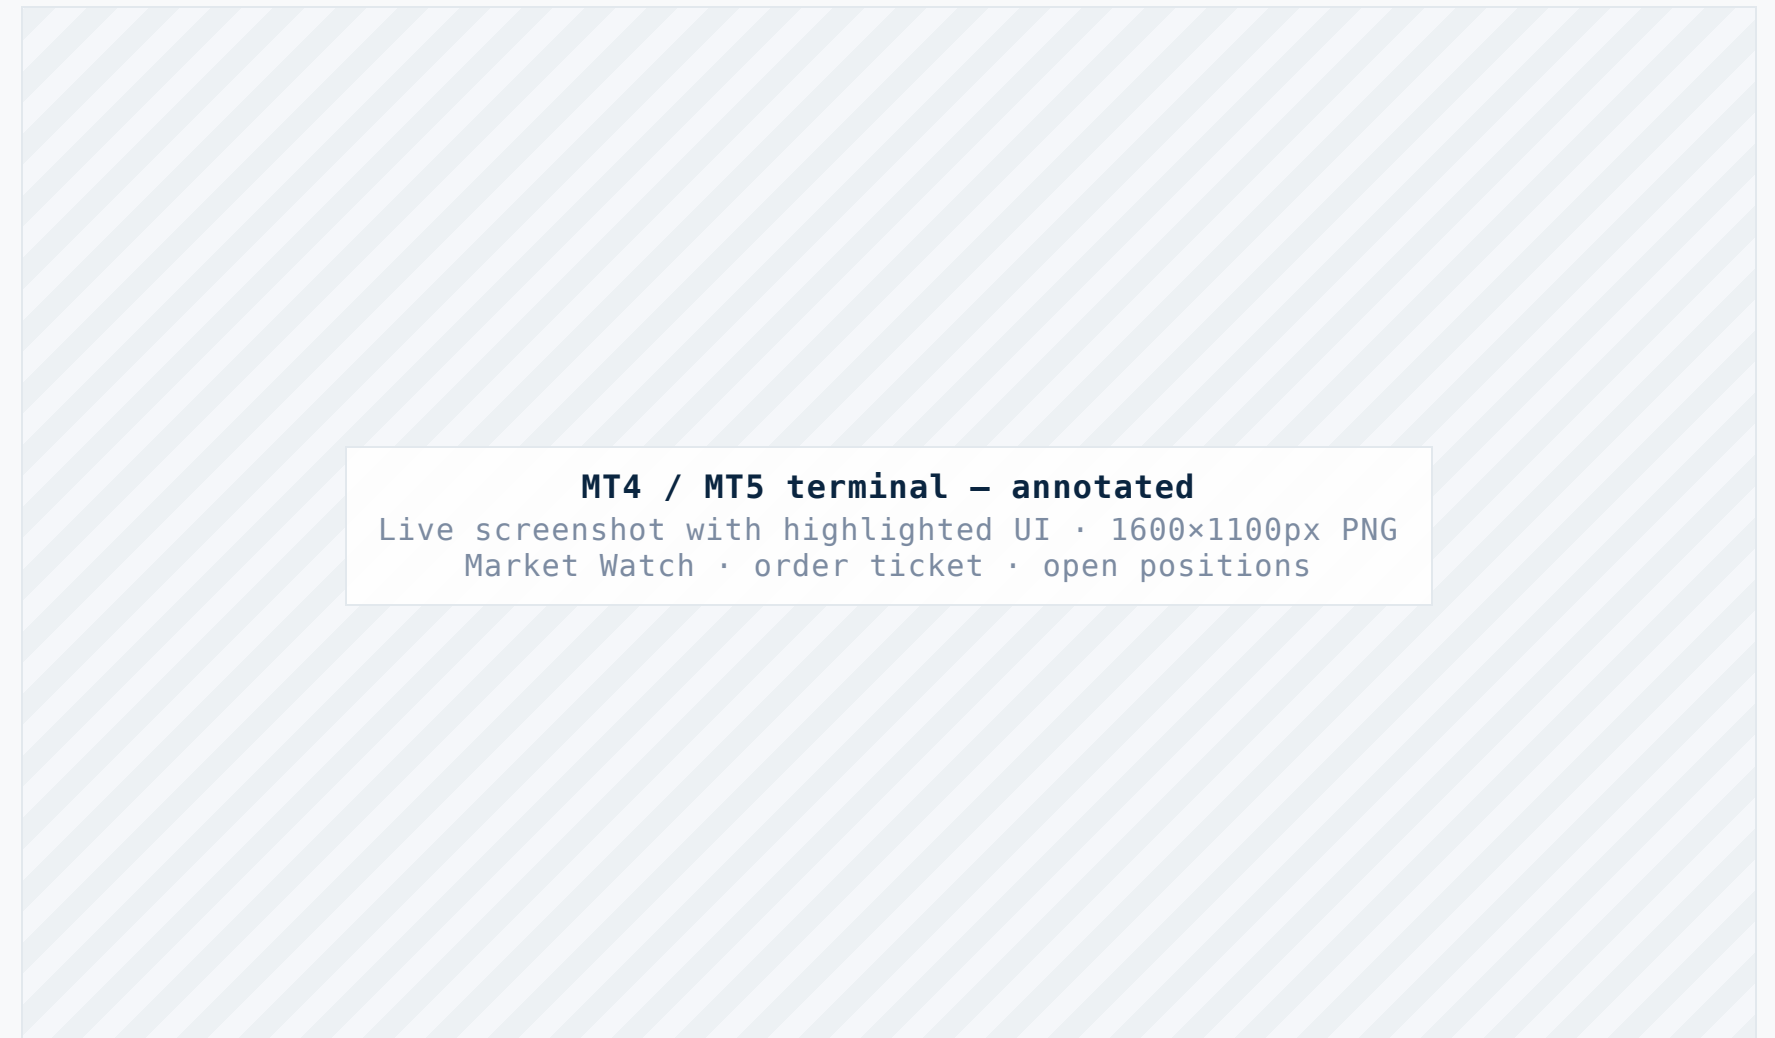 MT4 / MT5 terminal — annotated
Live screenshot with highlighted UI · 1600×1100px PNG
Market Watch · order ticket · open positions